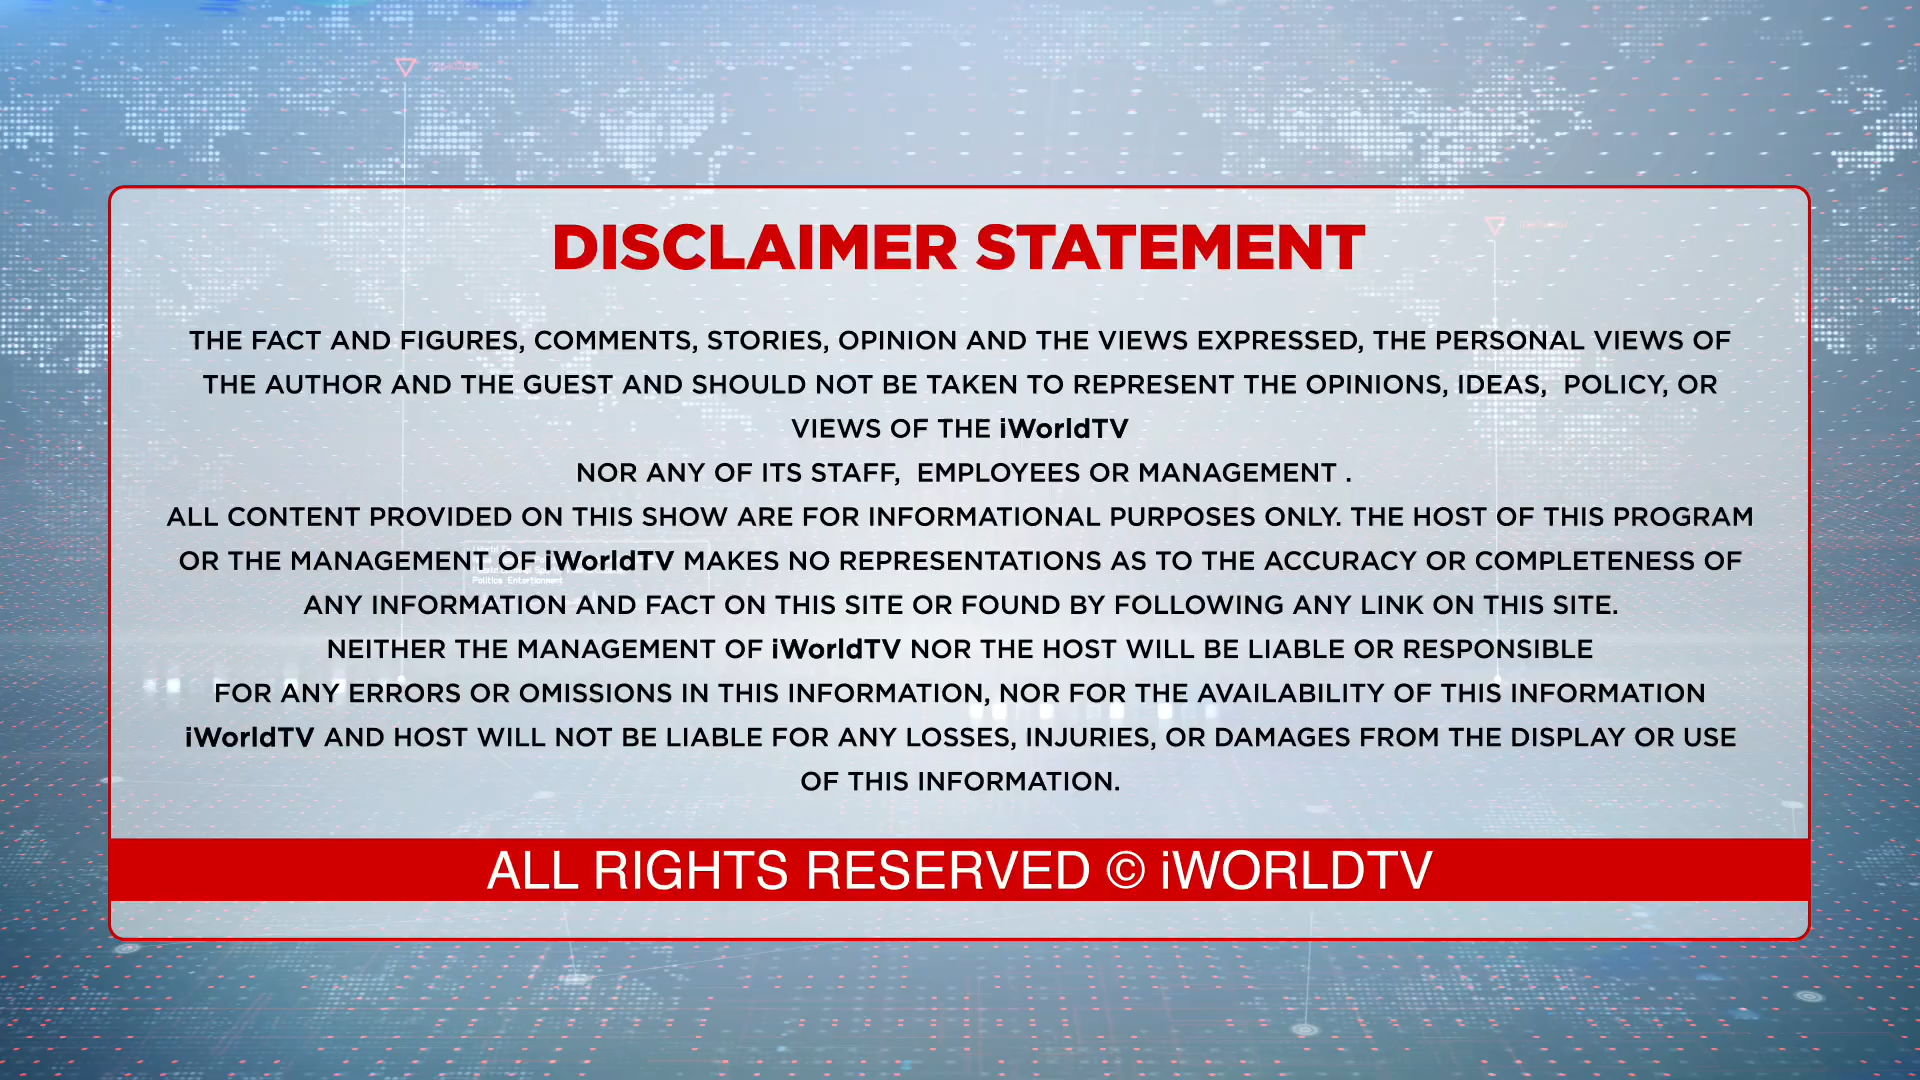 DISCLAIMER STATEMENT
THE FACT AND FIGURES, COMMENTS, STORIES, OPINION AND THE VIEWS EXPRESSED, THE PERSONAL VIEWS OF
THE AUTHOR AND THE GUEST AND SHOULD NOT BE TAKEN TO REPRESENT THE OPINIONS, IDEAS, POLICY, OR
VIEWS OF THE iWorldTV
NOR ANY OF ITS STAFF, EMPLOYEES OR MANAGEMENT .
ALL CONTENT PROVIDED ON THIS SHOW ARE FOR INFORMATIONAL PURPOSES ONLY. THE HOST OF THIS PROGRAM
OR THE MANAGEMENT OF iWorldTV MAKES NO REPRESENTATIONS AS TO THE ACCURACY OR COMPLETENESS OF
Politics Entertionment
ANY INFORMATION AND FACT ON THIS SITE OR FOUND BY FOLLOWING ANY LINK ON THIS SITE.
NEITHER THE MANAGEMENT OF iWorldTV NOR THE HOST WILL BE LIABLE OR RESPONSIBLE
FOR ANY ERRORS OR OMISSIONS IN THIS INFORMATION, NOR FOR THE AVAILABILITY OF THIS INFORMATION
iWorldTV AND HOST WILL NOT BE LIABLE FOR ANY LOSSES, INJURIES, OR DAMAGES FROM THE DISPLAY OR USE
OF THIS INFORMATION.
ALL RIGHTS RESERVED © iWORLDTV